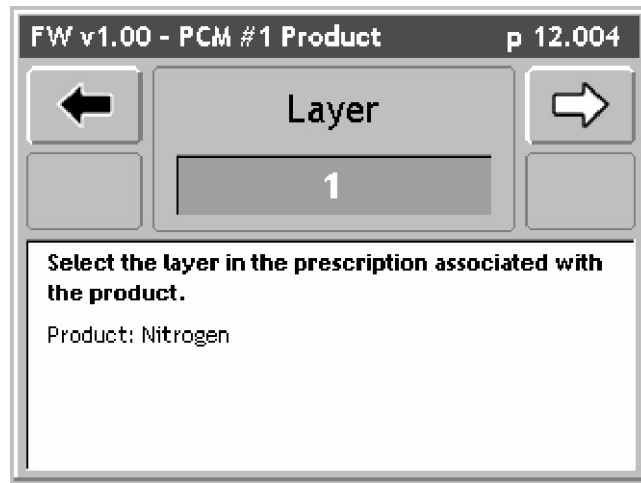 FW v1.00 - PCM #1 Product p 12.004
Layer
1
Select the layer in the prescription associated with
the product.
Product: Nitrogen